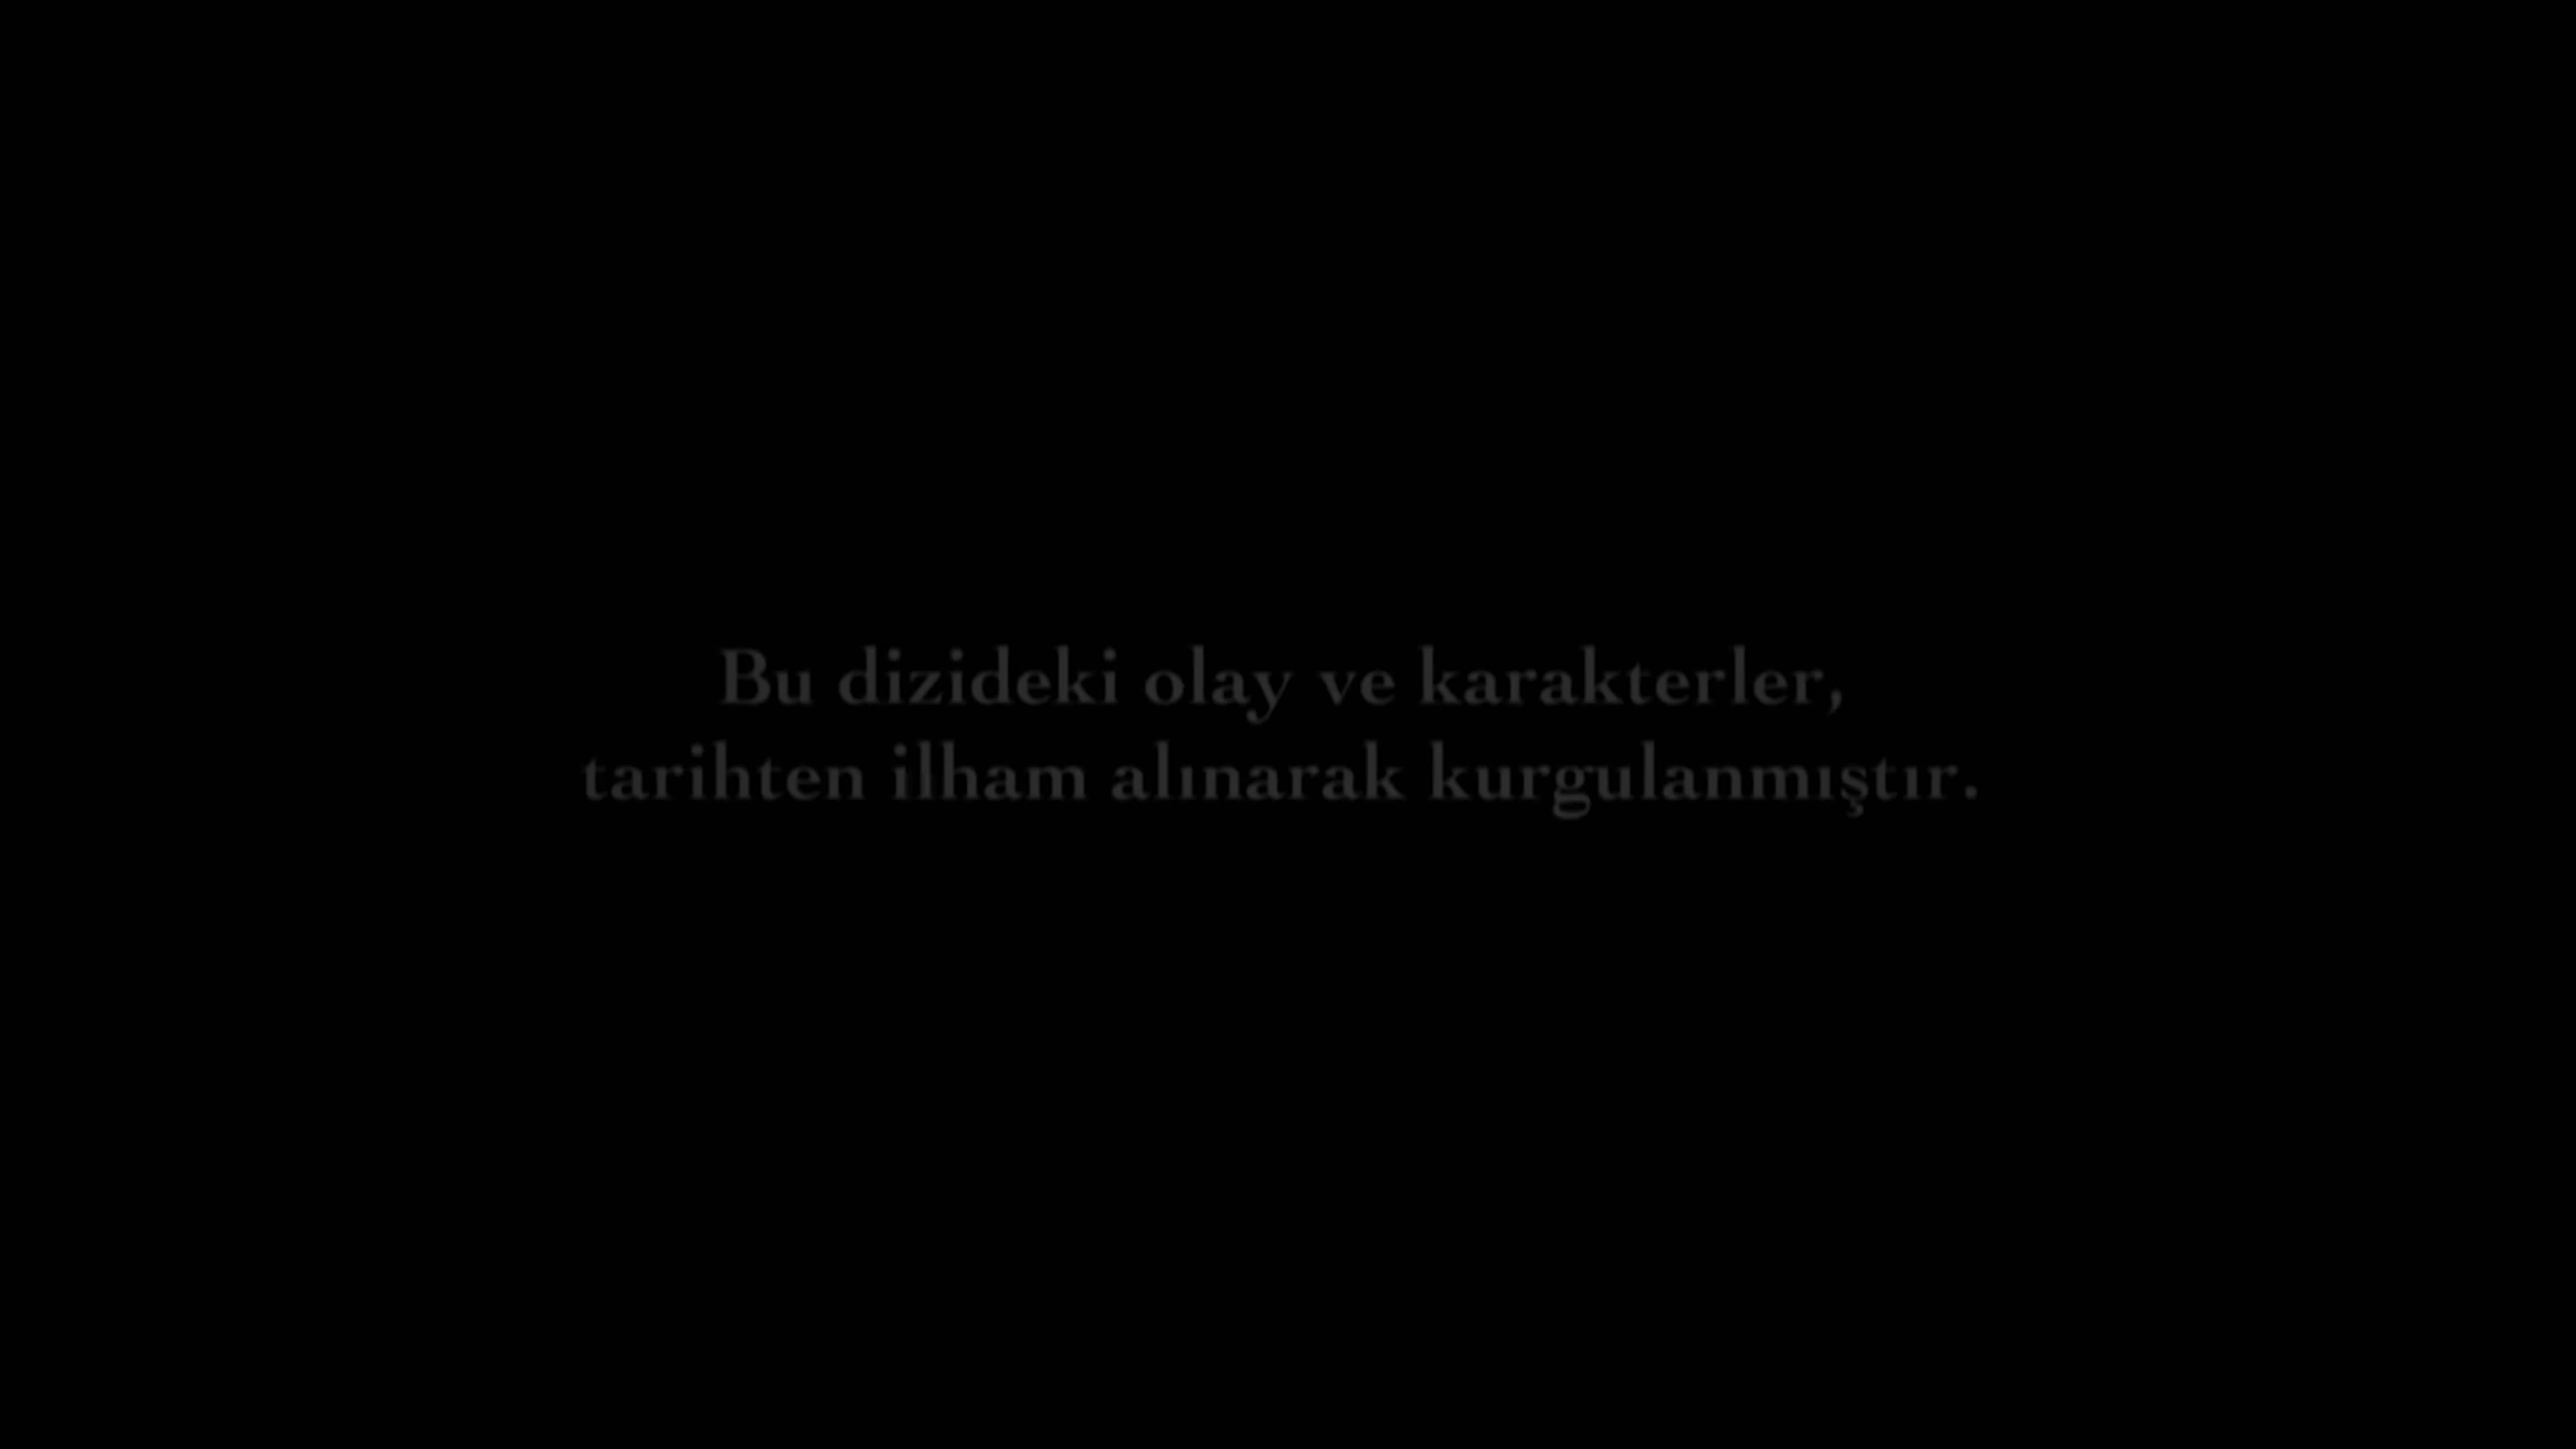 Bu dizideki olay ve karakterler,
tarihten ilham alınarak kurgulanmıştır.